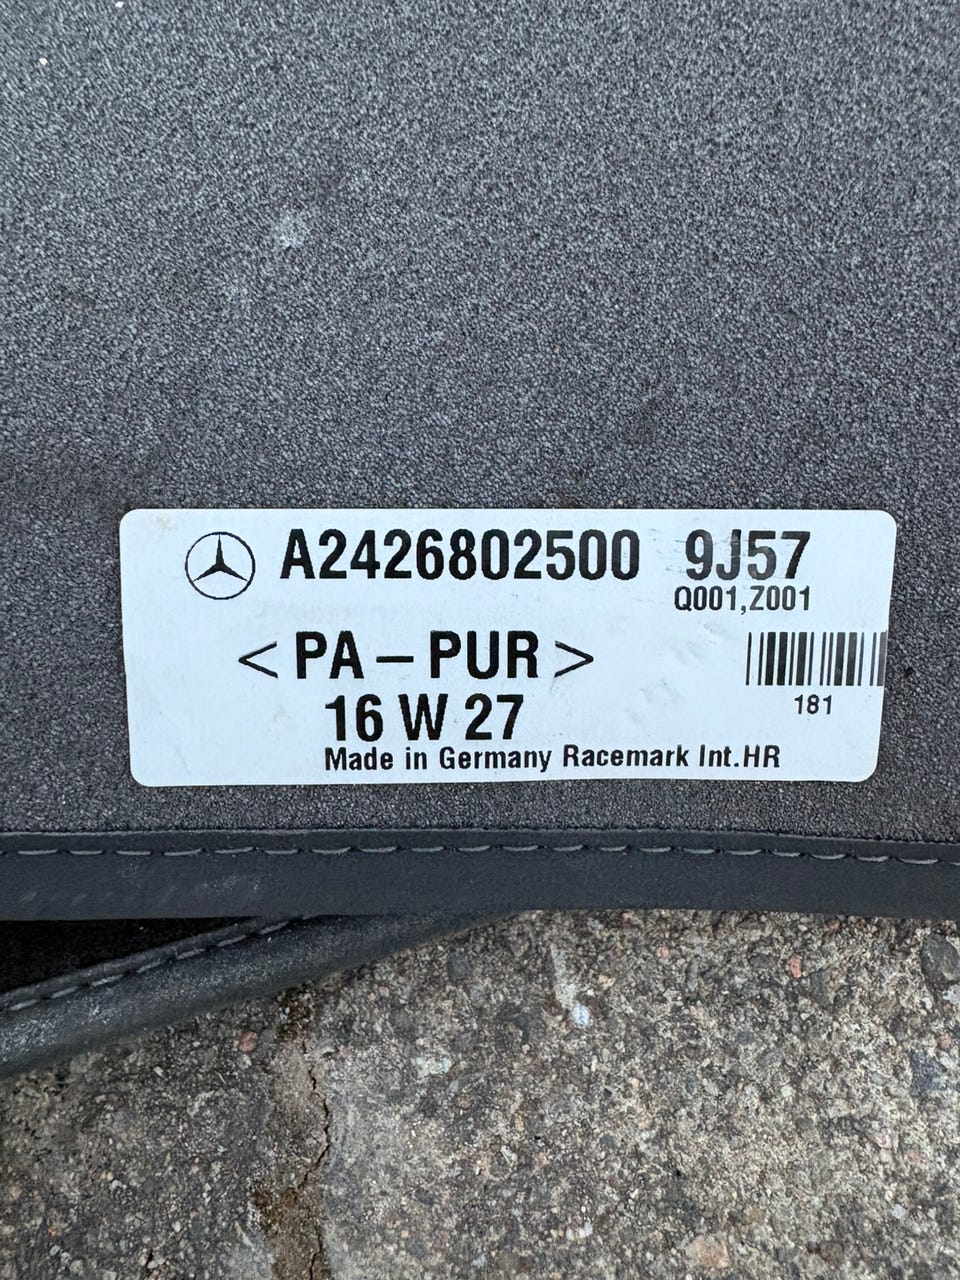 A2426802500 9J57
Q001,Z001
<PA-PUR>
181
16 W 27
Made in Germany Racemark Int.HR